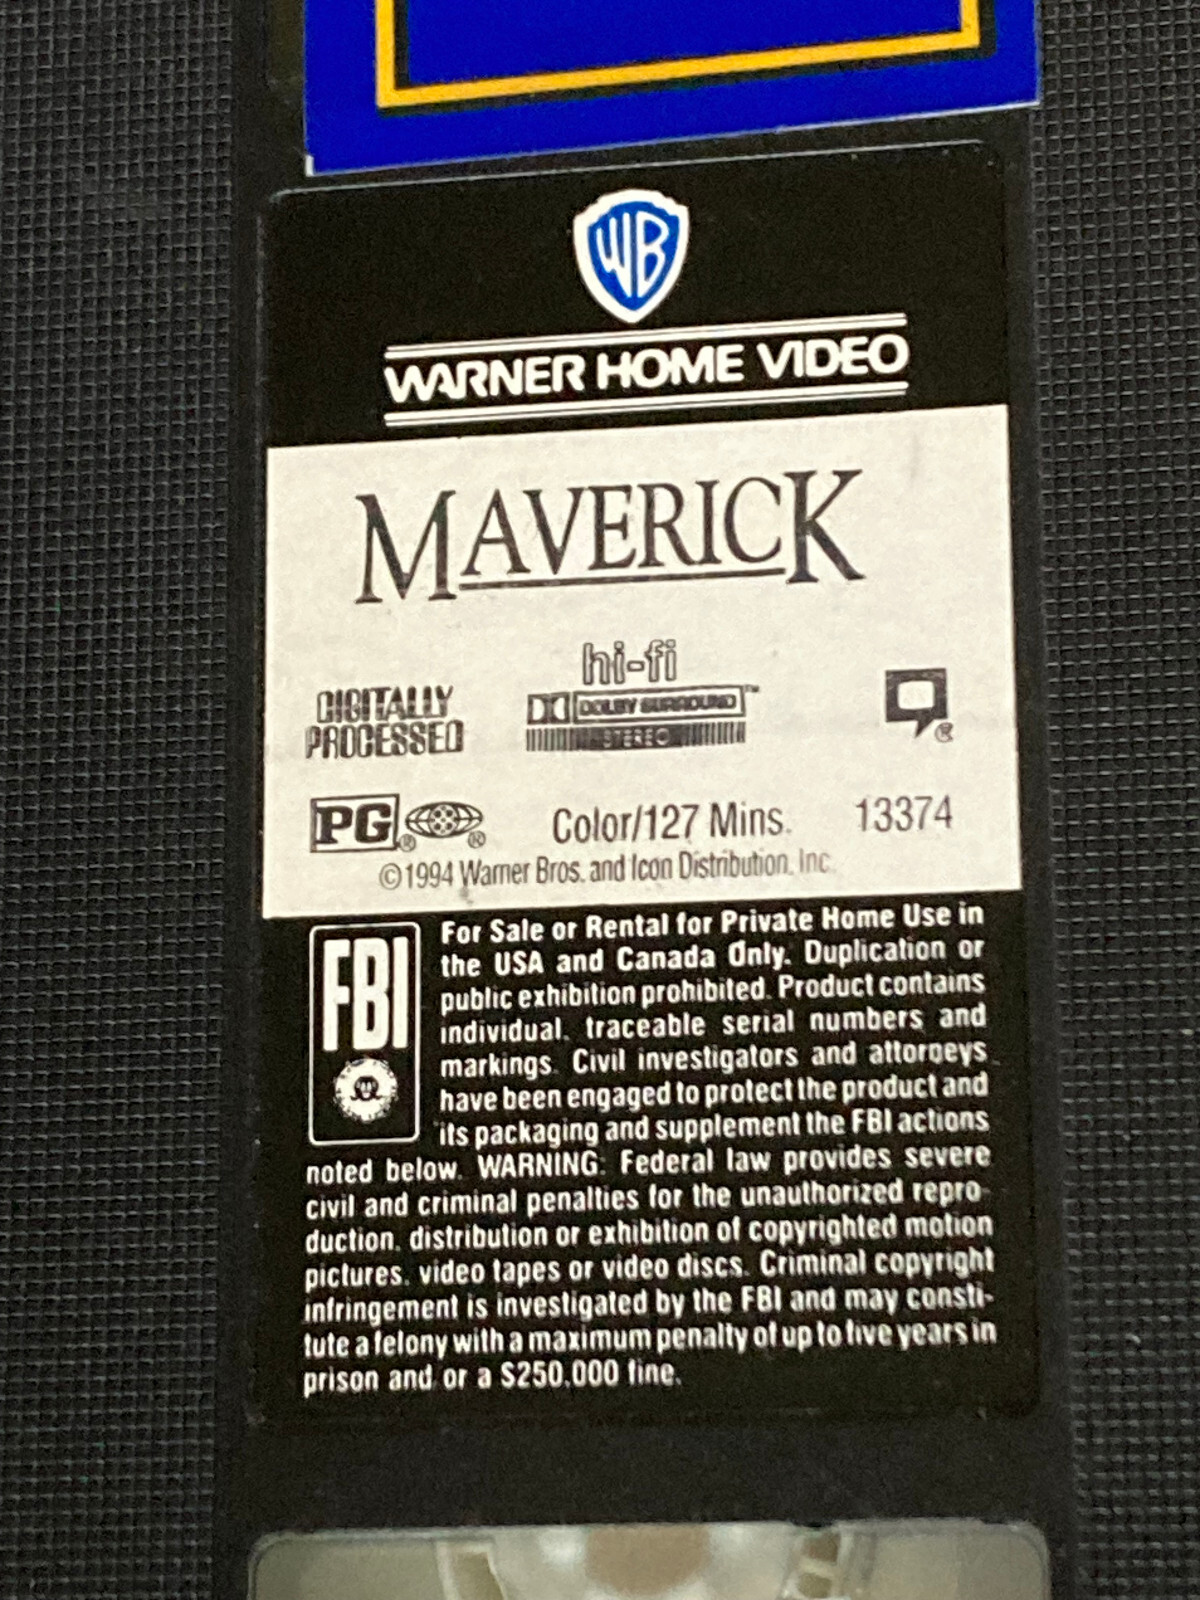 WB
WARNER HOME VIDEO
MAVERICK
hi-fi
DIGITALLY
PROCESSED
DOLBY SURROUND™
STEREO
®
PG ® ® Color/127 Mins. 13374
©1994 Warner Bros. and Icon Distribution, Inc.
FBI
For Sale or Rental for Private Home Use in
the USA and Canada Only. Duplication or
public exhibition prohibited. Product contains
individual, traceable serial numbers and
markings. Civil investigators and attorneys
have been engaged to protect the product and
its packaging and supplement the FBI actions
noted below. WARNING: Federal law provides severe
civil and criminal penalties for the unauthorized repro-
duction, distribution or exhibition of copyrighted motion
pictures, video tapes or video discs. Criminal copyright
infringement is investigated by the FBI and may consti-
tute a felony with a maximum penalty of up to five years in
prison and or a $250,000 fine.